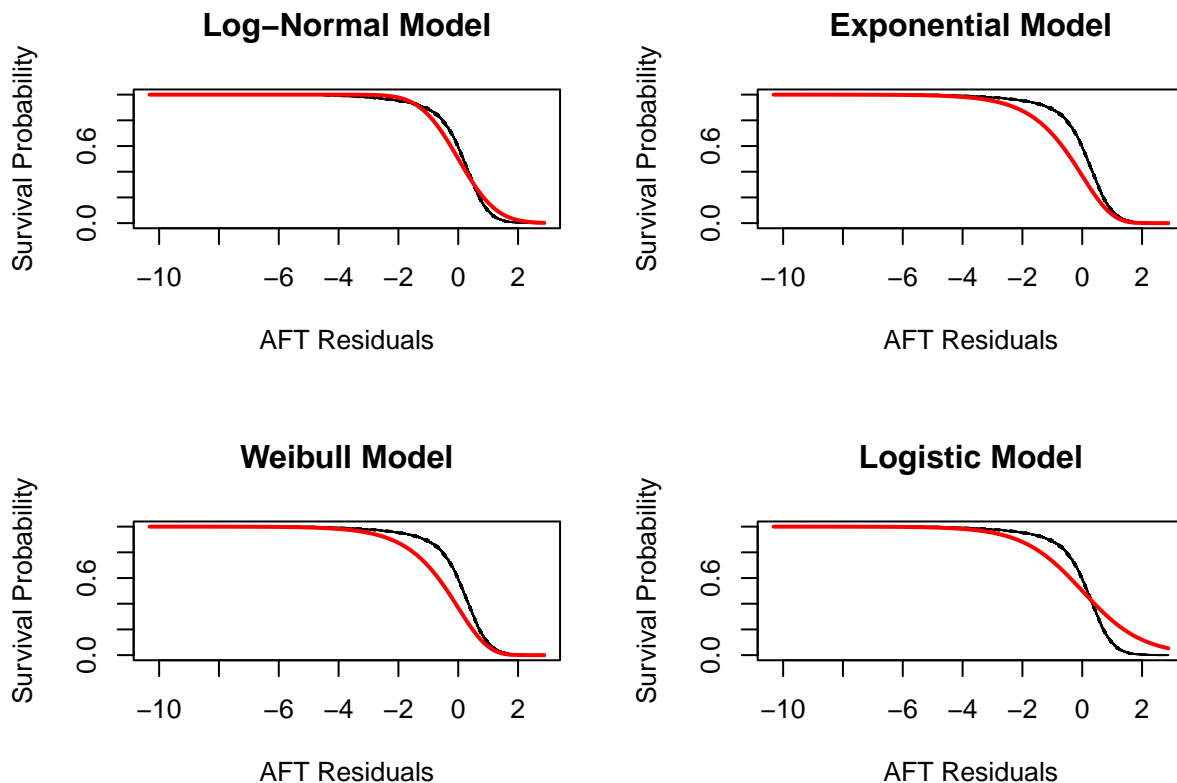 Log−Normal Model
Survival Probability
0.6
0.0
−10 −6 −4 −2 0 2
AFT Residuals
Exponential Model
Survival Probability
0.6
0.0
−10 −6 −4 −2 0 2
AFT Residuals
Weibull Model
Survival Probability
0.6
0.0
−10 −6 −4 −2 0 2
AFT Residuals
Logistic Model
Survival Probability
0.6
0.0
−10 −6 −4 −2 0 2
AFT Residuals